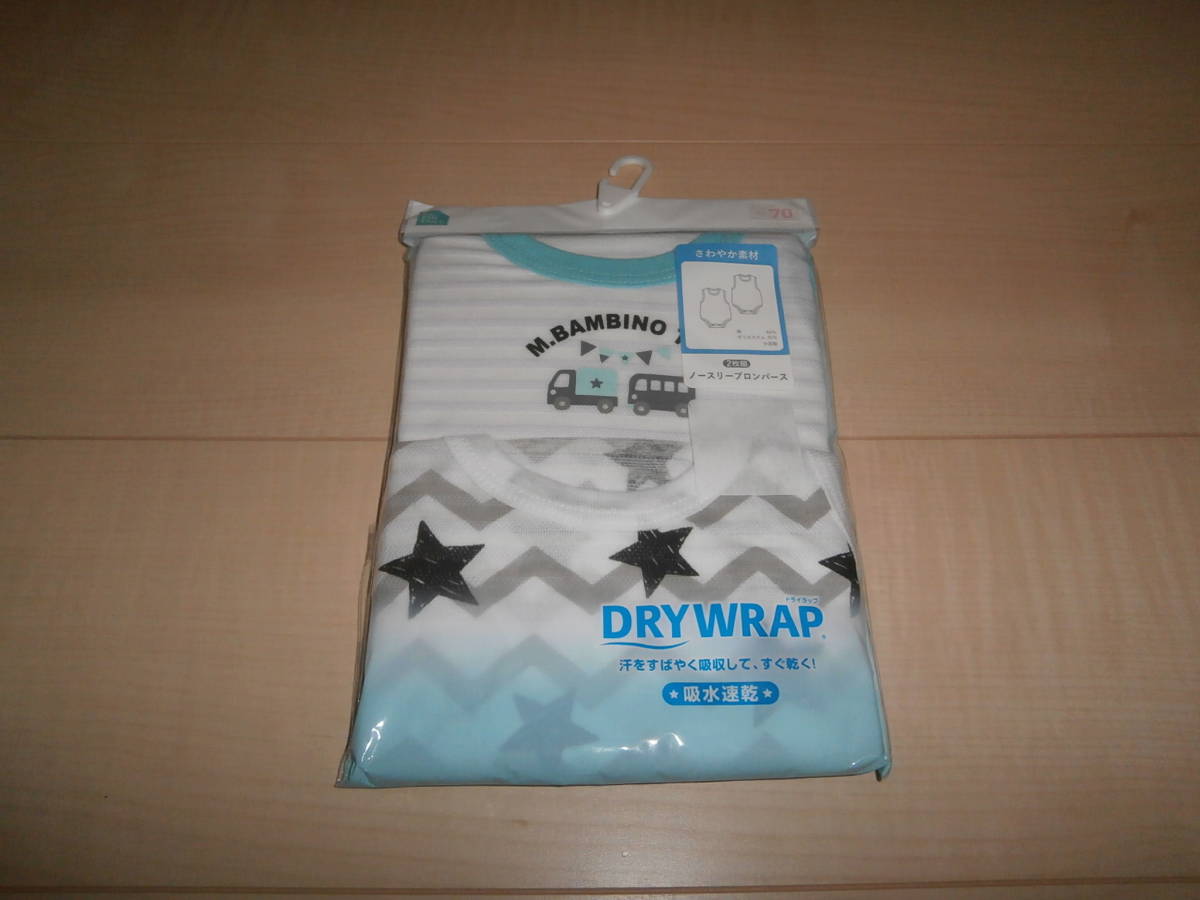 70
さわやか素材
M.BAMBINO
2枚組
ノースリーブロンパース
ドライラップ
DRY WRAP
汗をすばやく吸収して、すぐ乾く!
吸水速乾